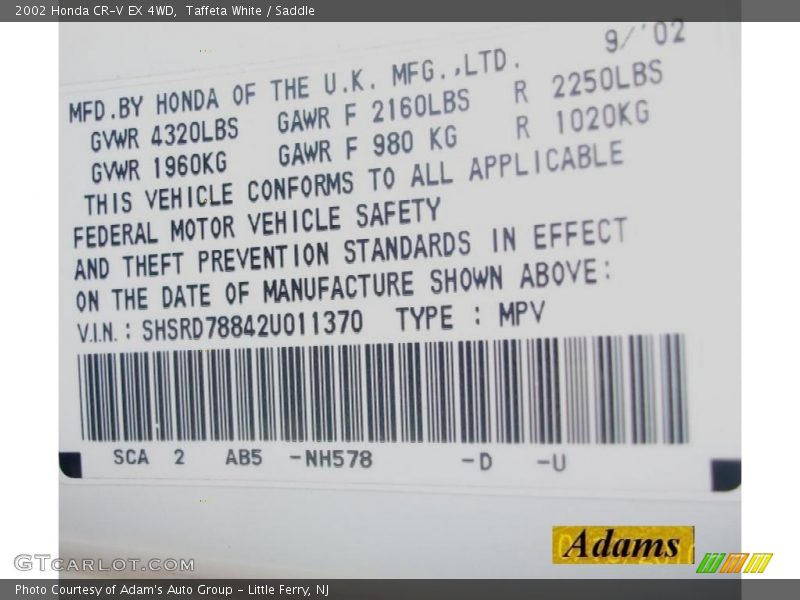 2002 Honda CR-V EX 4WD,  Taffeta White / Saddle
9/'02
MFD.BY HONDA OF THE U.K. MFG.,LTD.
GVWR 4320LBS GAWR F 2160LBS R 2250LBS
GVWR 1960KG GAWR F 980 KG R 1020KG
THIS VEHICLE CONFORMS TO ALL APPLICABLE
FEDERAL MOTOR VEHICLE SAFETY
AND THEFT PREVENTION STANDARDS IN EFFECT
ON THE DATE OF MANUFACTURE SHOWN ABOVE:
V.I.N.: SHSRD78842U011370 TYPE : MPV
SCA 2 AB5 -NH578 -D -U
Adams
GTCARLOT.COM
Photo Courtesy of Adam's Auto Group - Little Ferry, NJ